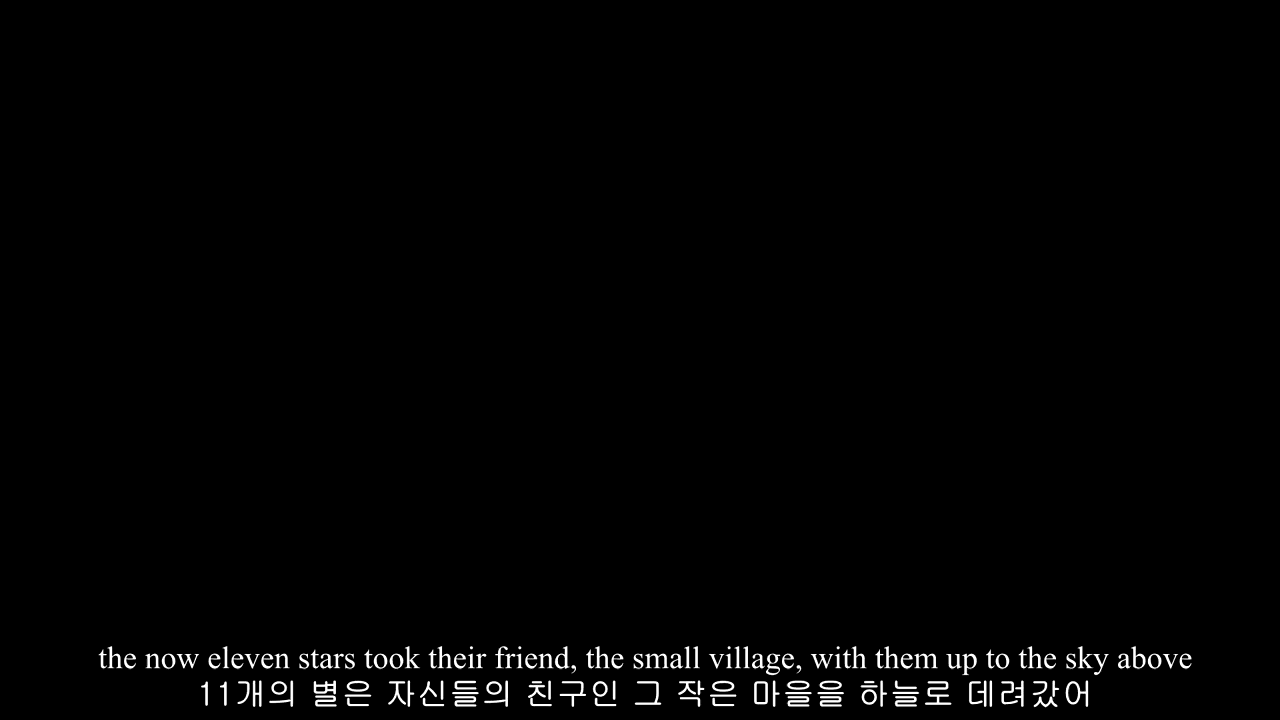 the now eleven stars took their friend, the small village, with them up to the sky above
11개의 별은 자신들의 친구인 그 작은 마을을 하늘로 데려갔어